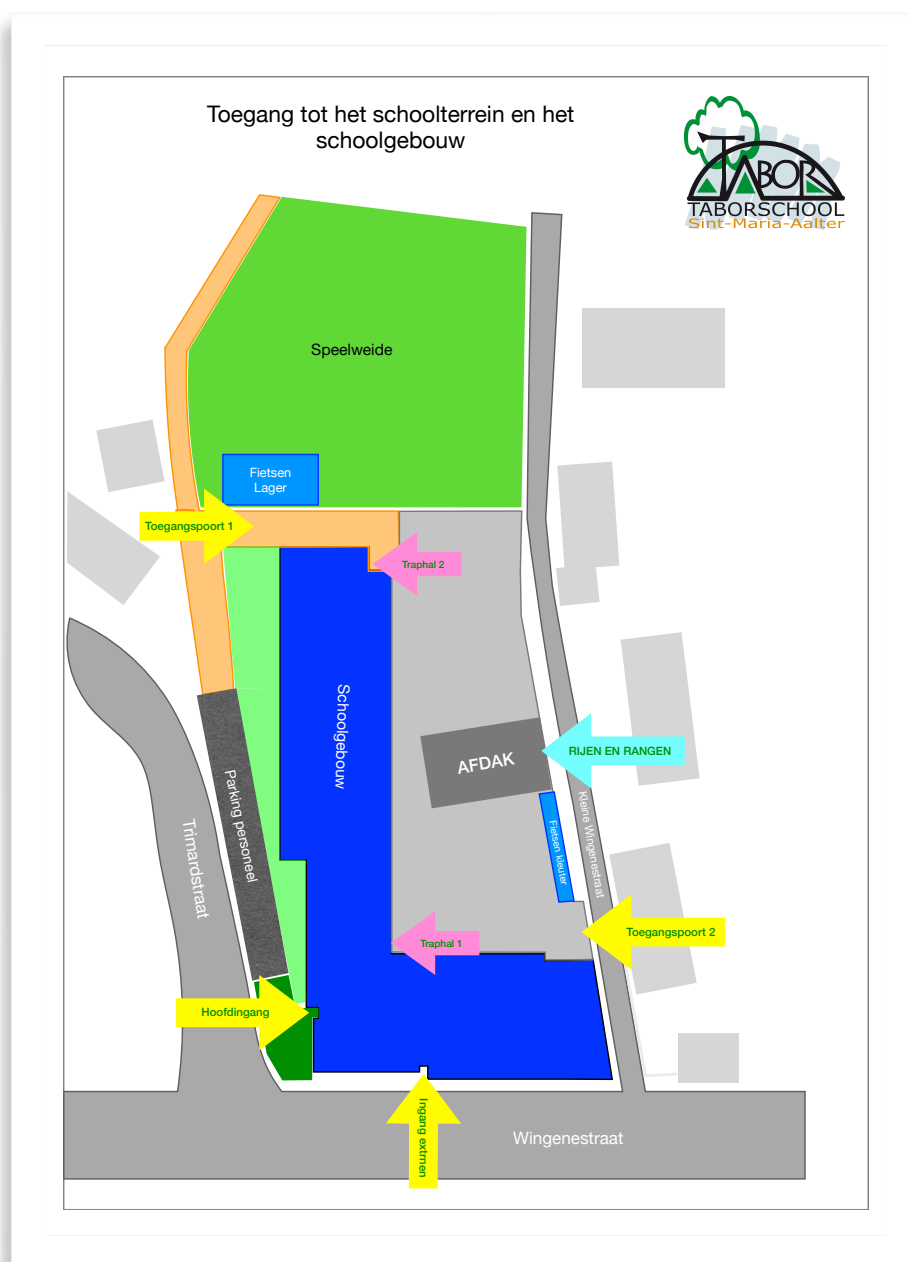 Toegang tot het schoolterrein en het
schoolgebouw
TABOR
TABORSCHOOL
Sint-Maria-Aalter
Speelweide
Fietsen
Lager
Toegangspoort 1
Traphal 2
Schoolgebouw
AFDAK
RIJEN EN RANGEN
Parking personeel
Trimardstraat
Fietsen kleuter
Kleine Wingenestraat
Toegangspoort 2
Traphal 1
Hoofdingang
Ingang extrnen
Wingenestraat